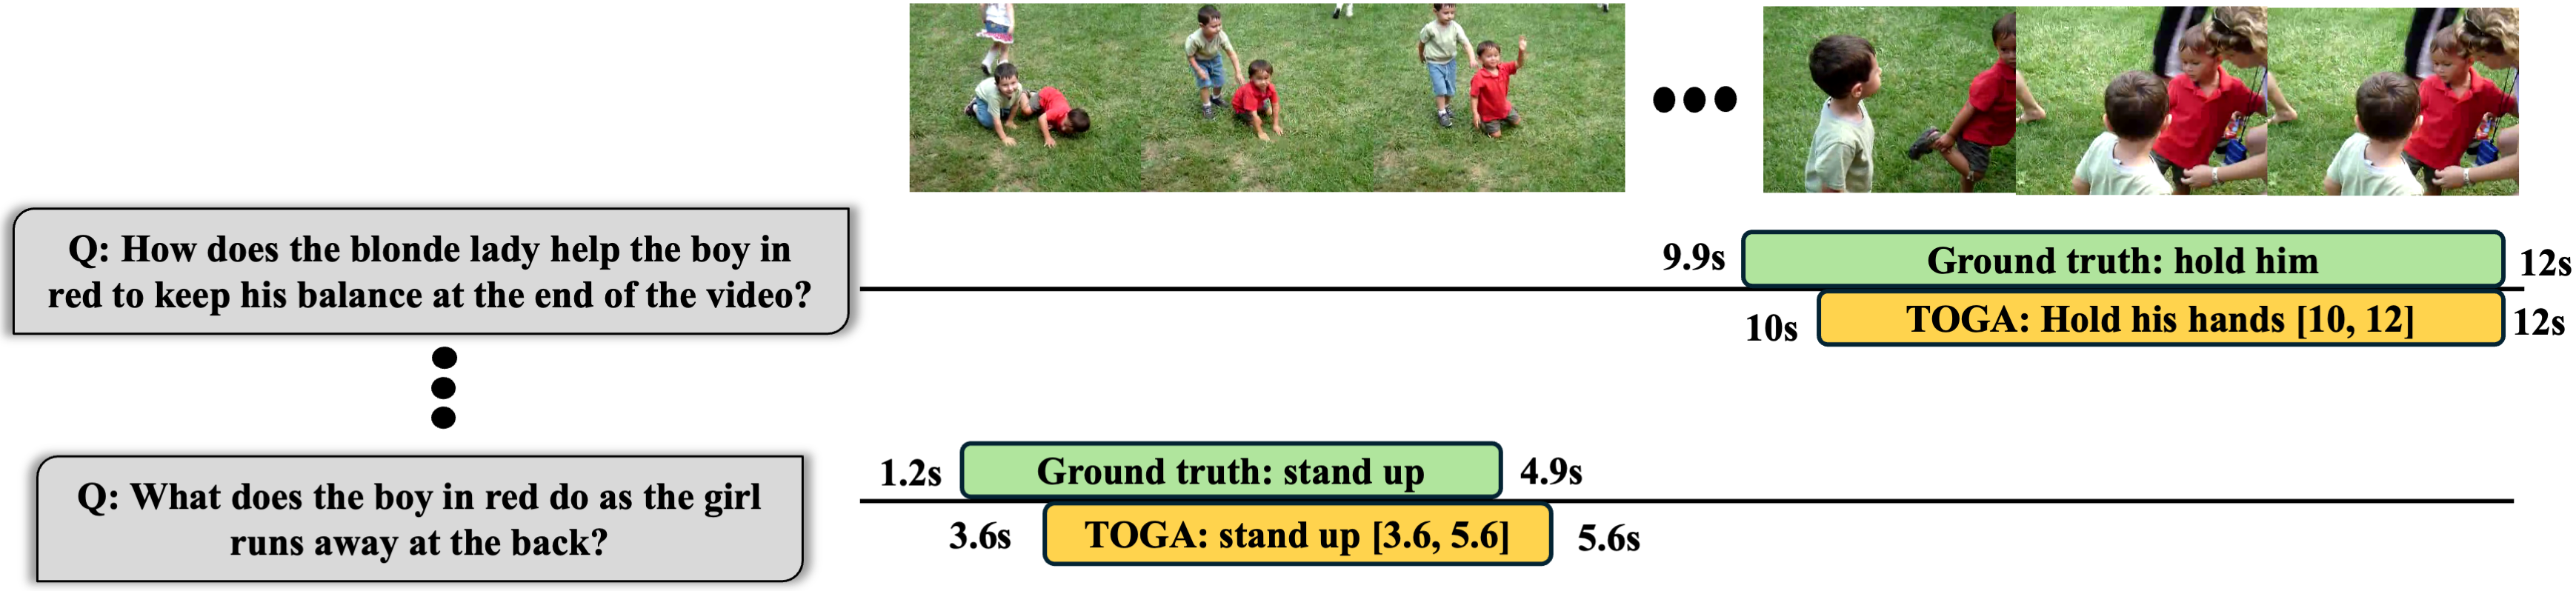 Q: How does the blonde lady help the boy in
red to keep his balance at the end of the video?
9.9s
Ground truth: hold him
12s
10s
TOGA: Hold his hands [10, 12]
12s
Q: What does the boy in red do as the girl
runs away at the back?
1.2s
Ground truth: stand up
4.9s
3.6s
TOGA: stand up [3.6, 5.6]
5.6s